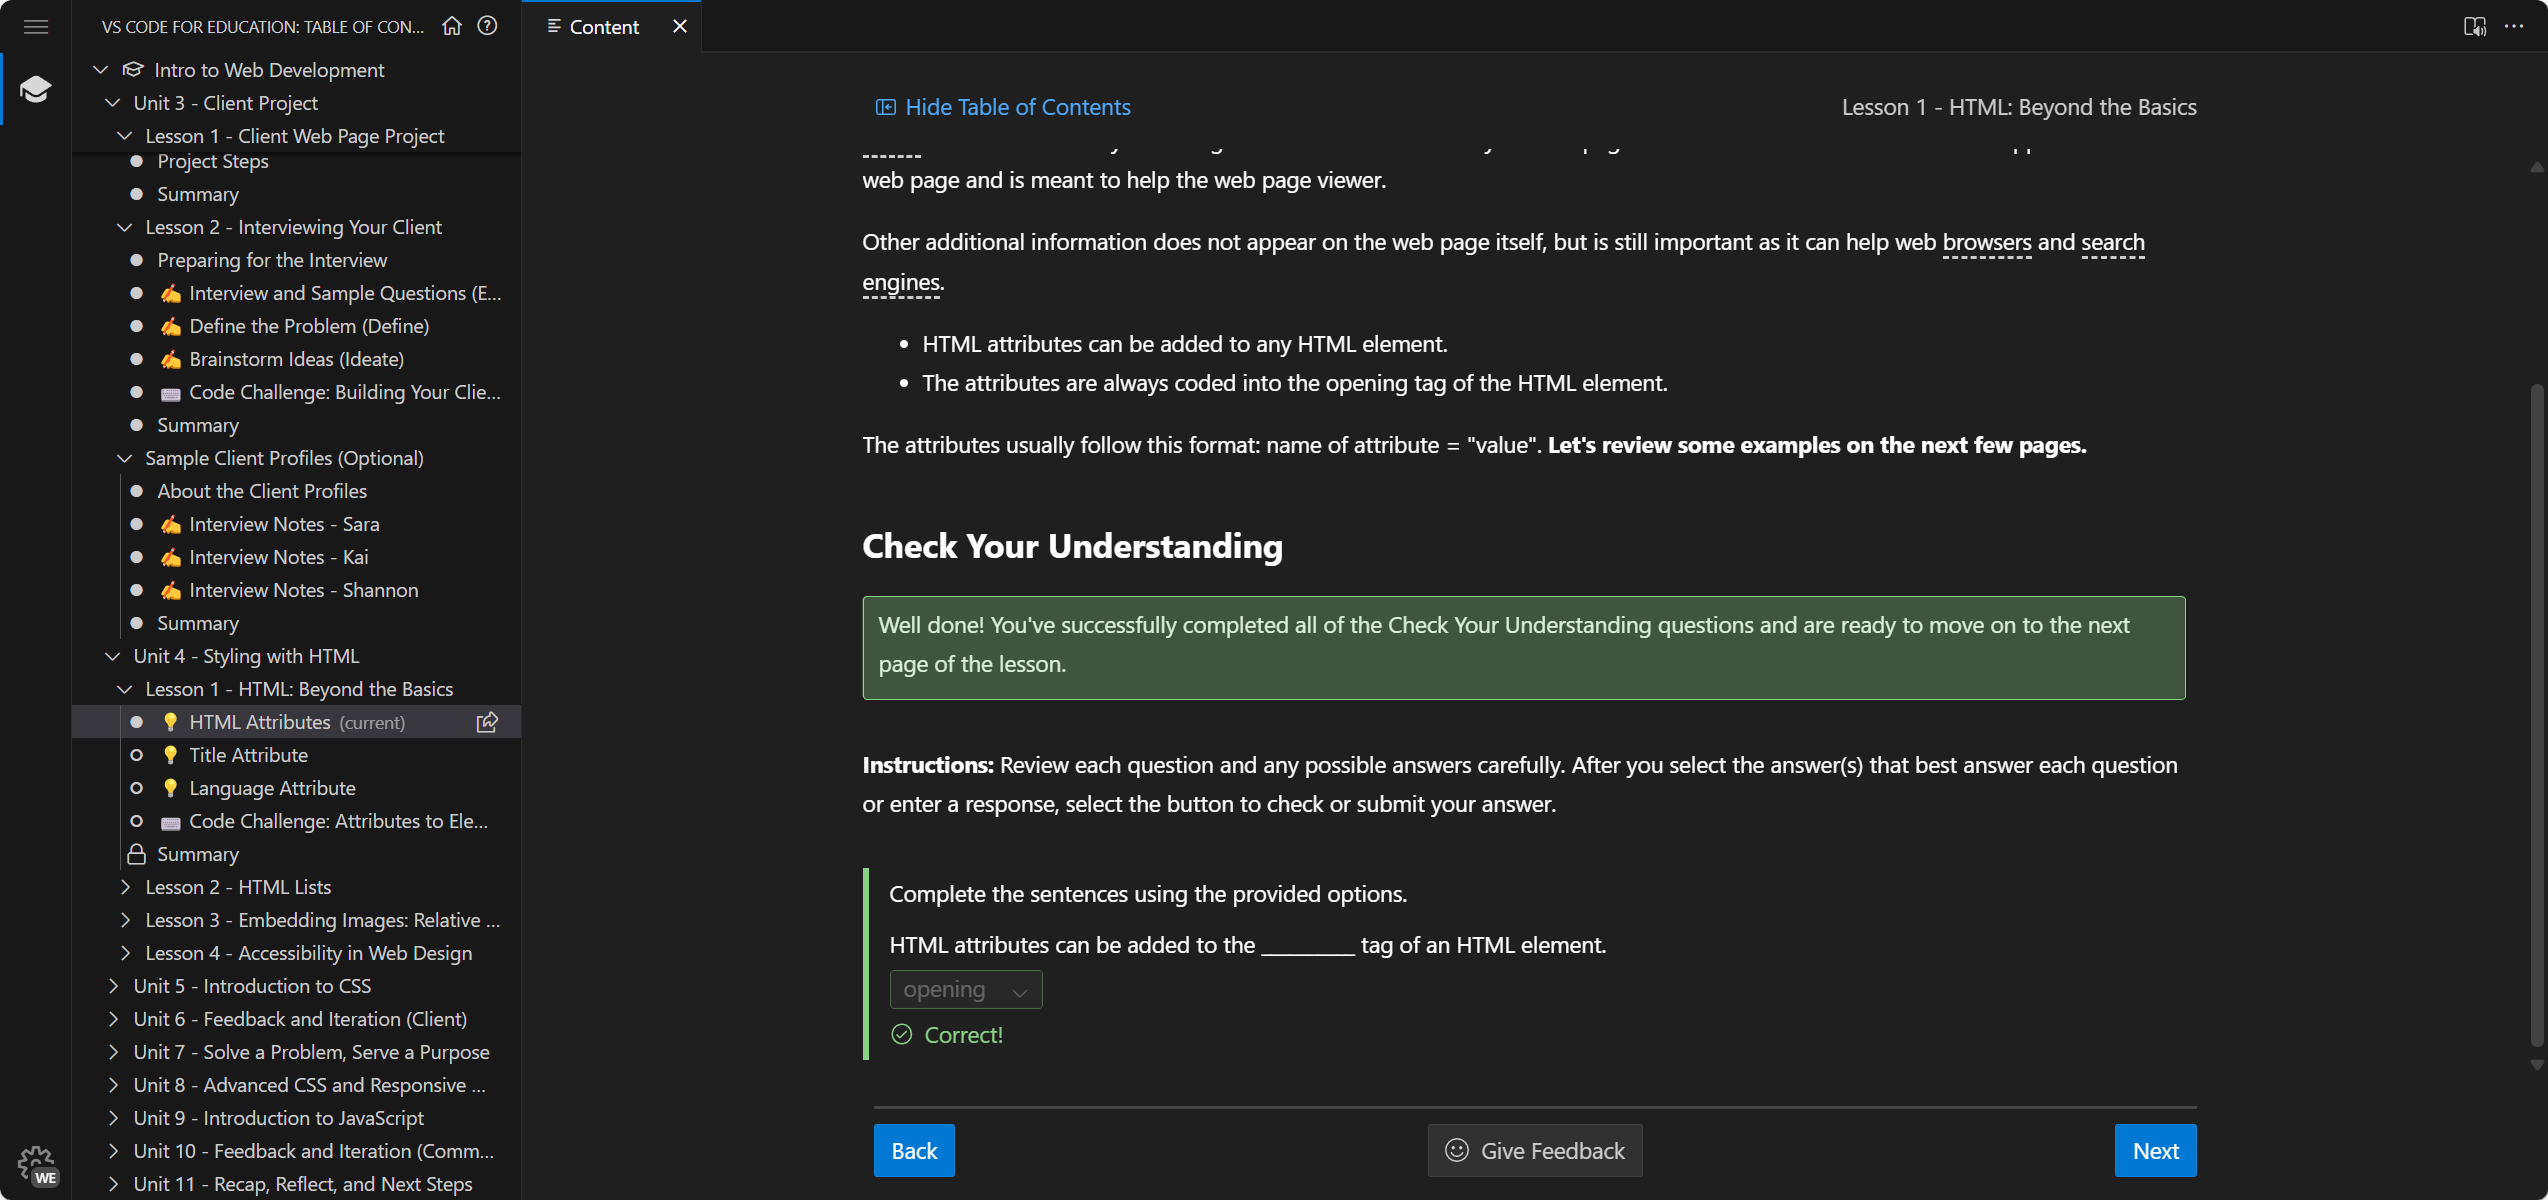 VS CODE FOR EDUCATION: TABLE OF CON...
Intro to Web Development
Unit 3 - Client Project
Lesson 1 - Client Web Page Project
Project Steps
Summary
Lesson 2 - Interviewing Your Client
Preparing for the Interview
✍ Interview and Sample Questions (E...
✍ Define the Problem (Define)
✍ Brainstorm Ideas (Ideate)
⌨ Code Challenge: Building Your Clie...
Summary
Sample Client Profiles (Optional)
About the Client Profiles
✍ Interview Notes - Sara
✍ Interview Notes - Kai
✍ Interview Notes - Shannon
Summary
Unit 4 - Styling with HTML
Lesson 1 - HTML: Beyond the Basics
💡 HTML Attributes (current)
💡 Title Attribute
💡 Language Attribute
⌨ Code Challenge: Attributes to Ele...
Summary
Lesson 2 - HTML Lists
Lesson 3 - Embedding Images: Relative ...
Lesson 4 - Accessibility in Web Design
Unit 5 - Introduction to CSS
Unit 6 - Feedback and Iteration (Client)
Unit 7 - Solve a Problem, Serve a Purpose
Unit 8 - Advanced CSS and Responsive ...
Unit 9 - Introduction to JavaScript
Unit 10 - Feedback and Iteration (Comm...
Unit 11 - Recap, Reflect, and Next Steps
WE
Content
Hide Table of Contents
Lesson 1 - HTML: Beyond the Basics
web page and is meant to help the web page viewer.
Other additional information does not appear on the web page itself, but is still important as it can help web browsers and search
engines.
• HTML attributes can be added to any HTML element.
• The attributes are always coded into the opening tag of the HTML element.
The attributes usually follow this format: name of attribute = "value". Let's review some examples on the next few pages.
Check Your Understanding
Well done! You've successfully completed all of the Check Your Understanding questions and are ready to move on to the next
page of the lesson.
Instructions: Review each question and any possible answers carefully. After you select the answer(s) that best answer each question
or enter a response, select the button to check or submit your answer.
Complete the sentences using the provided options.
HTML attributes can be added to the ________ tag of an HTML element.
opening
Correct!
Back
Give Feedback
Next